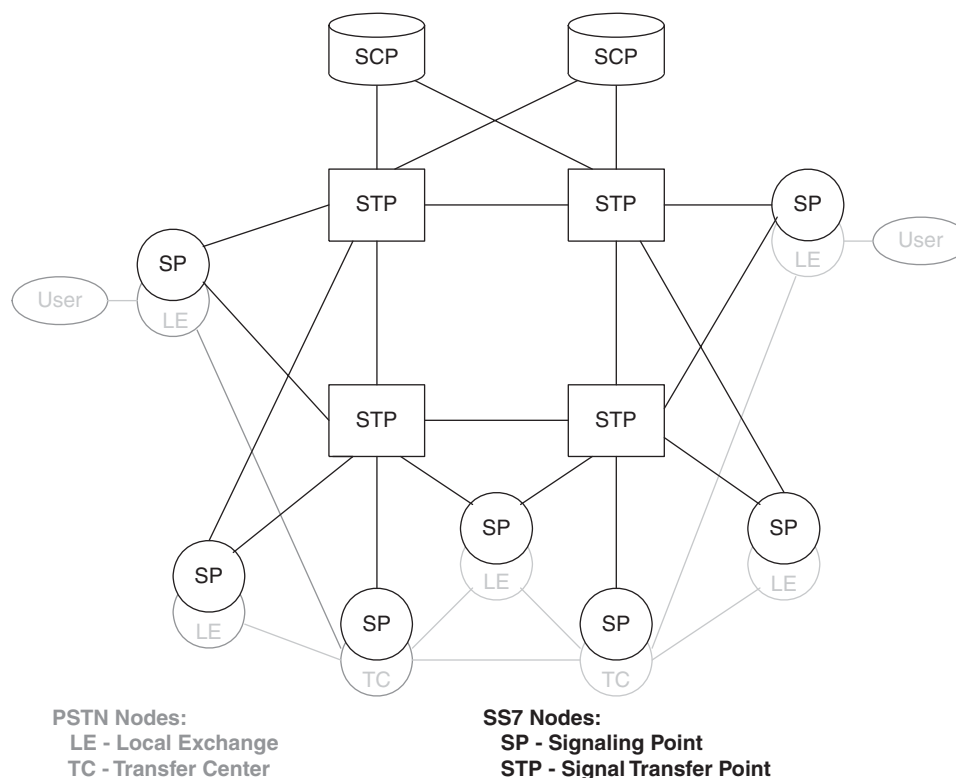 SCP SCP
STP STP SP
User
LE
SP
User
LE
STP STP
SP SP
SP
LE LE
SP SP
LE
TC TC
PSTN Nodes: SS7 Nodes:
LE - Local Exchange SP - Signaling Point
TC - Transfer Center STP - Signal Transfer Point